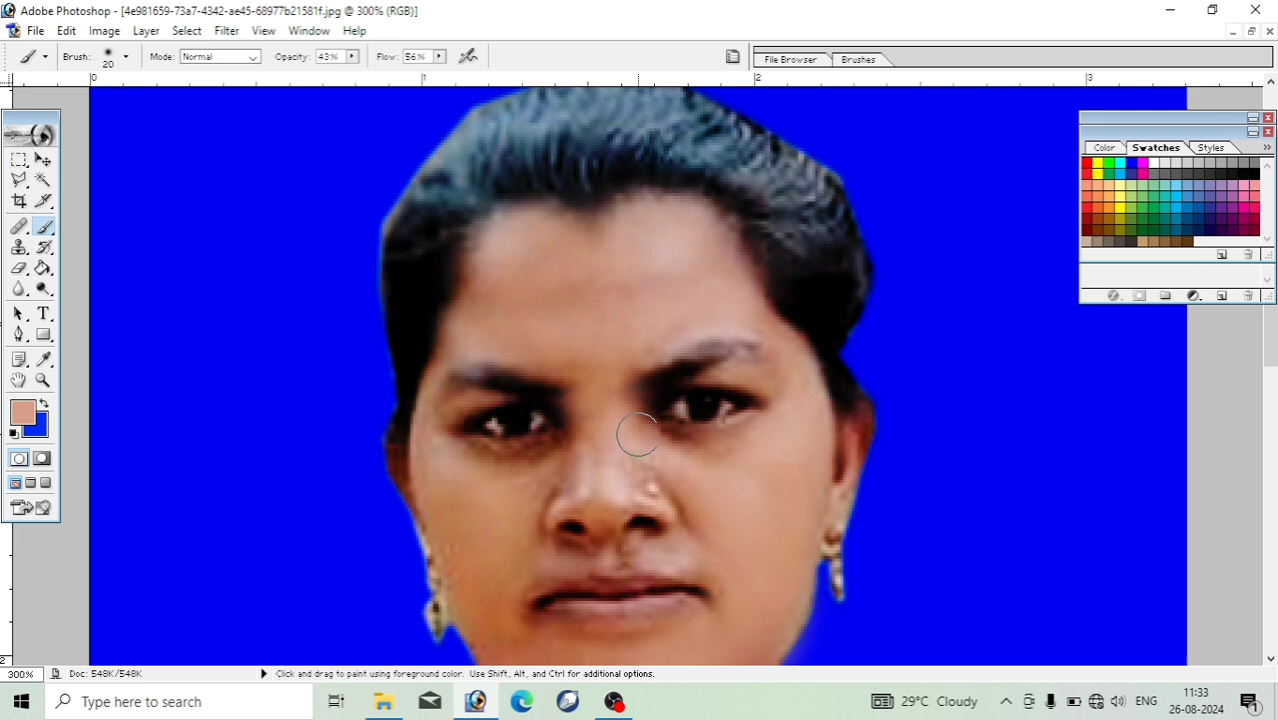 Adobe Photoshop - [4e981659-73a7-4342-ae45-68977b21581f.jpg @ 300% (RGB)]
File Edit Image Layer Select Filter View Window Help
Brush: 20 Mode: Normal Opacity: 43% Flow: 56% File Browser Brushes
0 1 2 3
Color Swatches Styles
T
2
300% Doc: 548K/548K Click and drag to paint using foreground color. Use Shift, Alt, and Ctrl for additional options.
Type here to search 29°C Cloudy ENG 11:33 26-08-2024 1